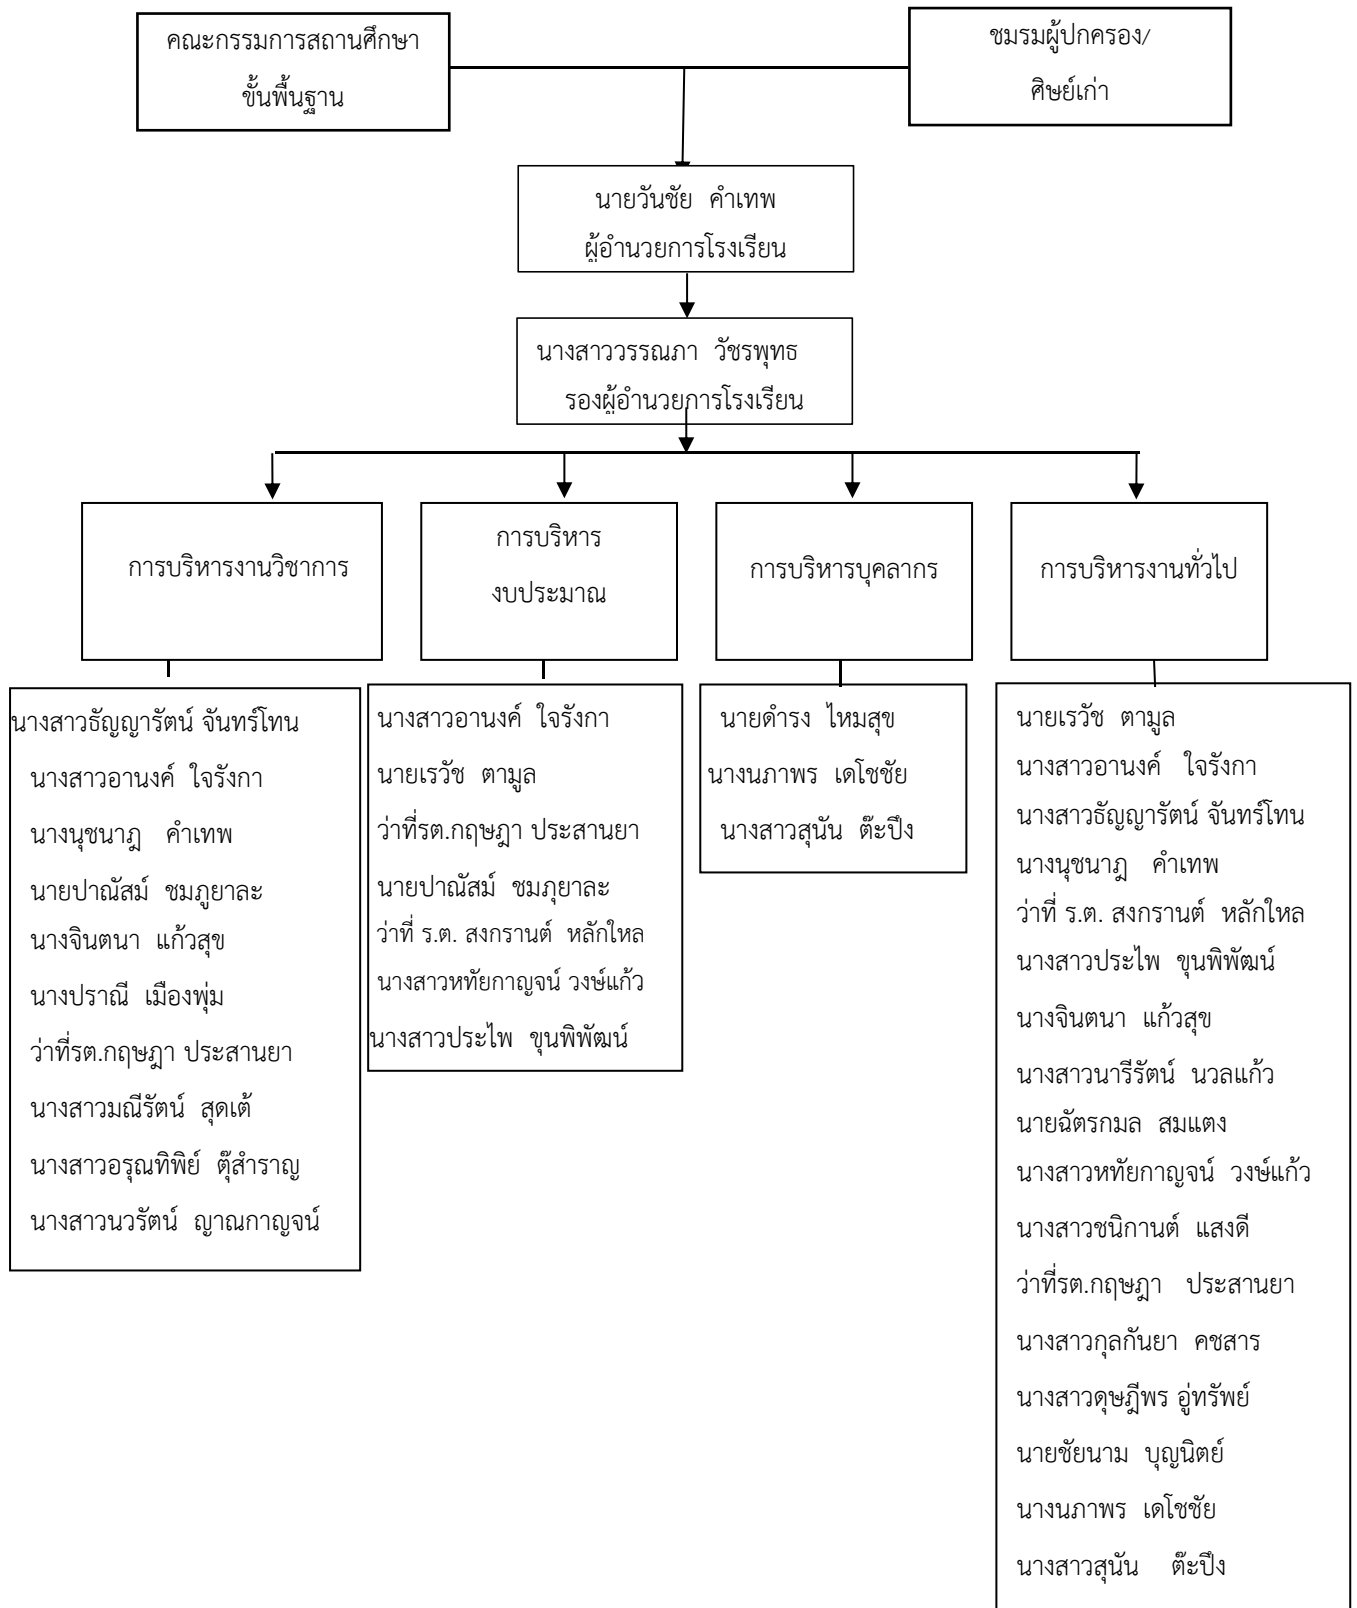 คณะกรรมการสถานศึกษา
ขั้นพื้นฐาน
ชมรมผู้ปกครอง/
ศิษย์เก่า
นายวันชัย คำเทพ
ผู้อำนวยการโรงเรียน
นางสาววรรณภา วัชรพุทธ
รองผู้อำนวยการโรงเรียน
การบริหารงานวิชาการ
การบริหาร
งบประมาณ
การบริหารบุคลากร
การบริหารงานทั่วไป
นางสาวธัญญารัตน์ จันทร์โทน
นางสาวอานงค์ ใจรังกา
นางนุชนาฎ คำเทพ
นายปาณัสม์ ชมภูยาละ
นางจินตนา แก้วสุข
นางปราณี เมืองพุ่ม
ว่าที่รต.กฤษฎา ประสานยา
นางสาวมณีรัตน์ สุดเต้
นางสาวอรุณทิพิย์ ตุ๊สำราญ
นางสาวนวรัตน์ ญาณกาญจน์
นางสาวอานงค์ ใจรังกา
นายเรวัช ตามูล
ว่าที่รต.กฤษฎา ประสานยา
นายปาณัสม์ ชมภุยาละ
ว่าที่ ร.ต. สงกรานต์ หลักใหล
นางสาวหทัยกาญจน์ วงษ์แก้ว
นางสาวประไพ ขุนพิพัฒน์
นายดำรง ไหมสุข
นางนภาพร เดโชชัย
นางสาวสุนัน ต๊ะปึง
นายเรวัช ตามูล
นางสาวอานงค์ ใจรังกา
นางสาวธัญญารัตน์ จันทร์โทน
นางนุชนาฎ คำเทพ
ว่าที่ ร.ต. สงกรานต์ หลักใหล
นางสาวประไพ ขุนพิพัฒน์
นางจินตนา แก้วสุข
นางสาวนารีรัตน์ นวลแก้ว
นายฉัตรกมล สมแตง
นางสาวหทัยกาญจน์ วงษ์แก้ว
นางสาวชนิกานต์ แสงดี
ว่าที่รต.กฤษฎา ประสานยา
นางสาวกุลกันยา คชสาร
นางสาวดุษฎีพร อู่ทรัพย์
นายชัยนาม บุญนิตย์
นางนภาพร เดโชชัย
นางสาวสุนัน ต๊ะปึง